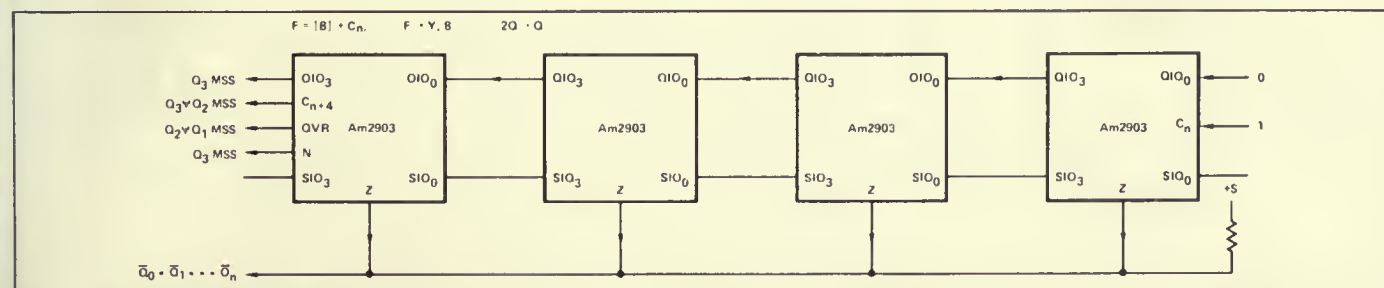 F = [B] + Cn, F · Y, B 2Q · Q
Q3 MSS QIO3 QIO0 QIO3 QIO0 QIO3 QIO0 QIO3 QIO0 0
Q3∀Q2 MSS Cn+4
Q2∀Q1 MSS OVR Am2903 Am2903 Am2903 Am2903 Cn 1
Q3 MSS N
SIO3 SIO0 SIO3 SIO0 SIO3 SIO0 SIO3 SIO0
Z Z Z Z +5
Q̄0 · Q̄1 · · · Q̄n